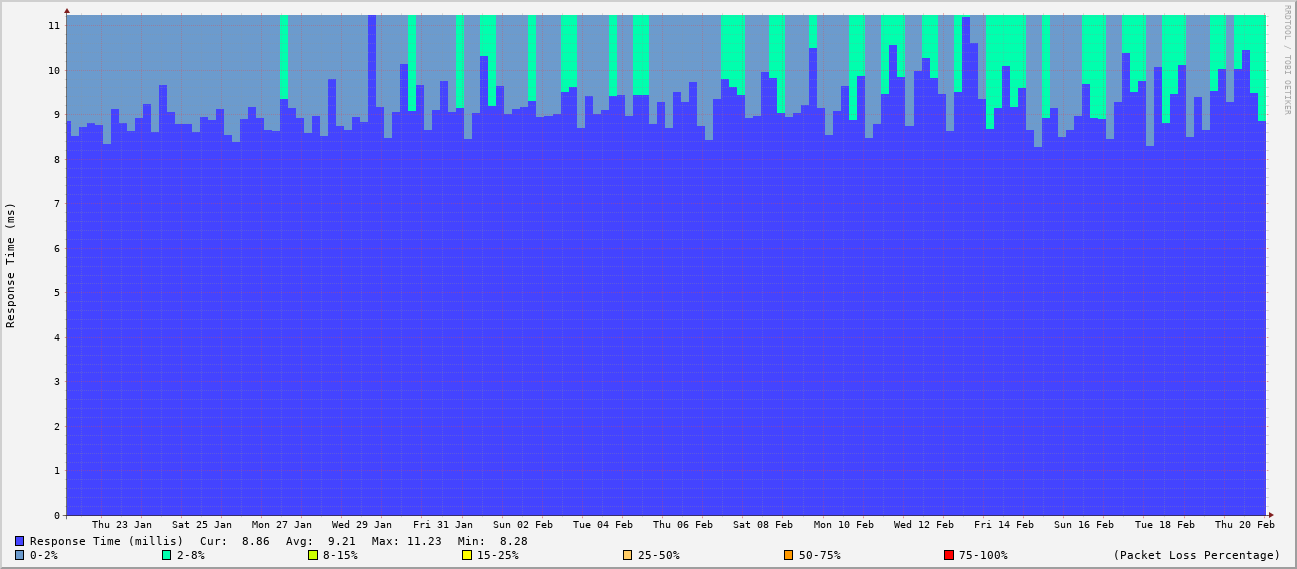 RRDTOOL / TOBI OETIKER
Response Time (ms)
11
10
9
8
7
6
5
4
3
2
1
0
Thu 23 Jan Sat 25 Jan Mon 27 Jan Wed 29 Jan Fri 31 Jan Sun 02 Feb Tue 04 Feb Thu 06 Feb Sat 08 Feb Mon 10 Feb Wed 12 Feb Fri 14 Feb Sun 16 Feb Tue 18 Feb Thu 20 Feb
Response Time (millis) Cur: 8.86 Avg: 9.21 Max: 11.23 Min: 8.28
0-2% 2-8% 8-15% 15-25% 25-50% 50-75% 75-100% (Packet Loss Percentage)